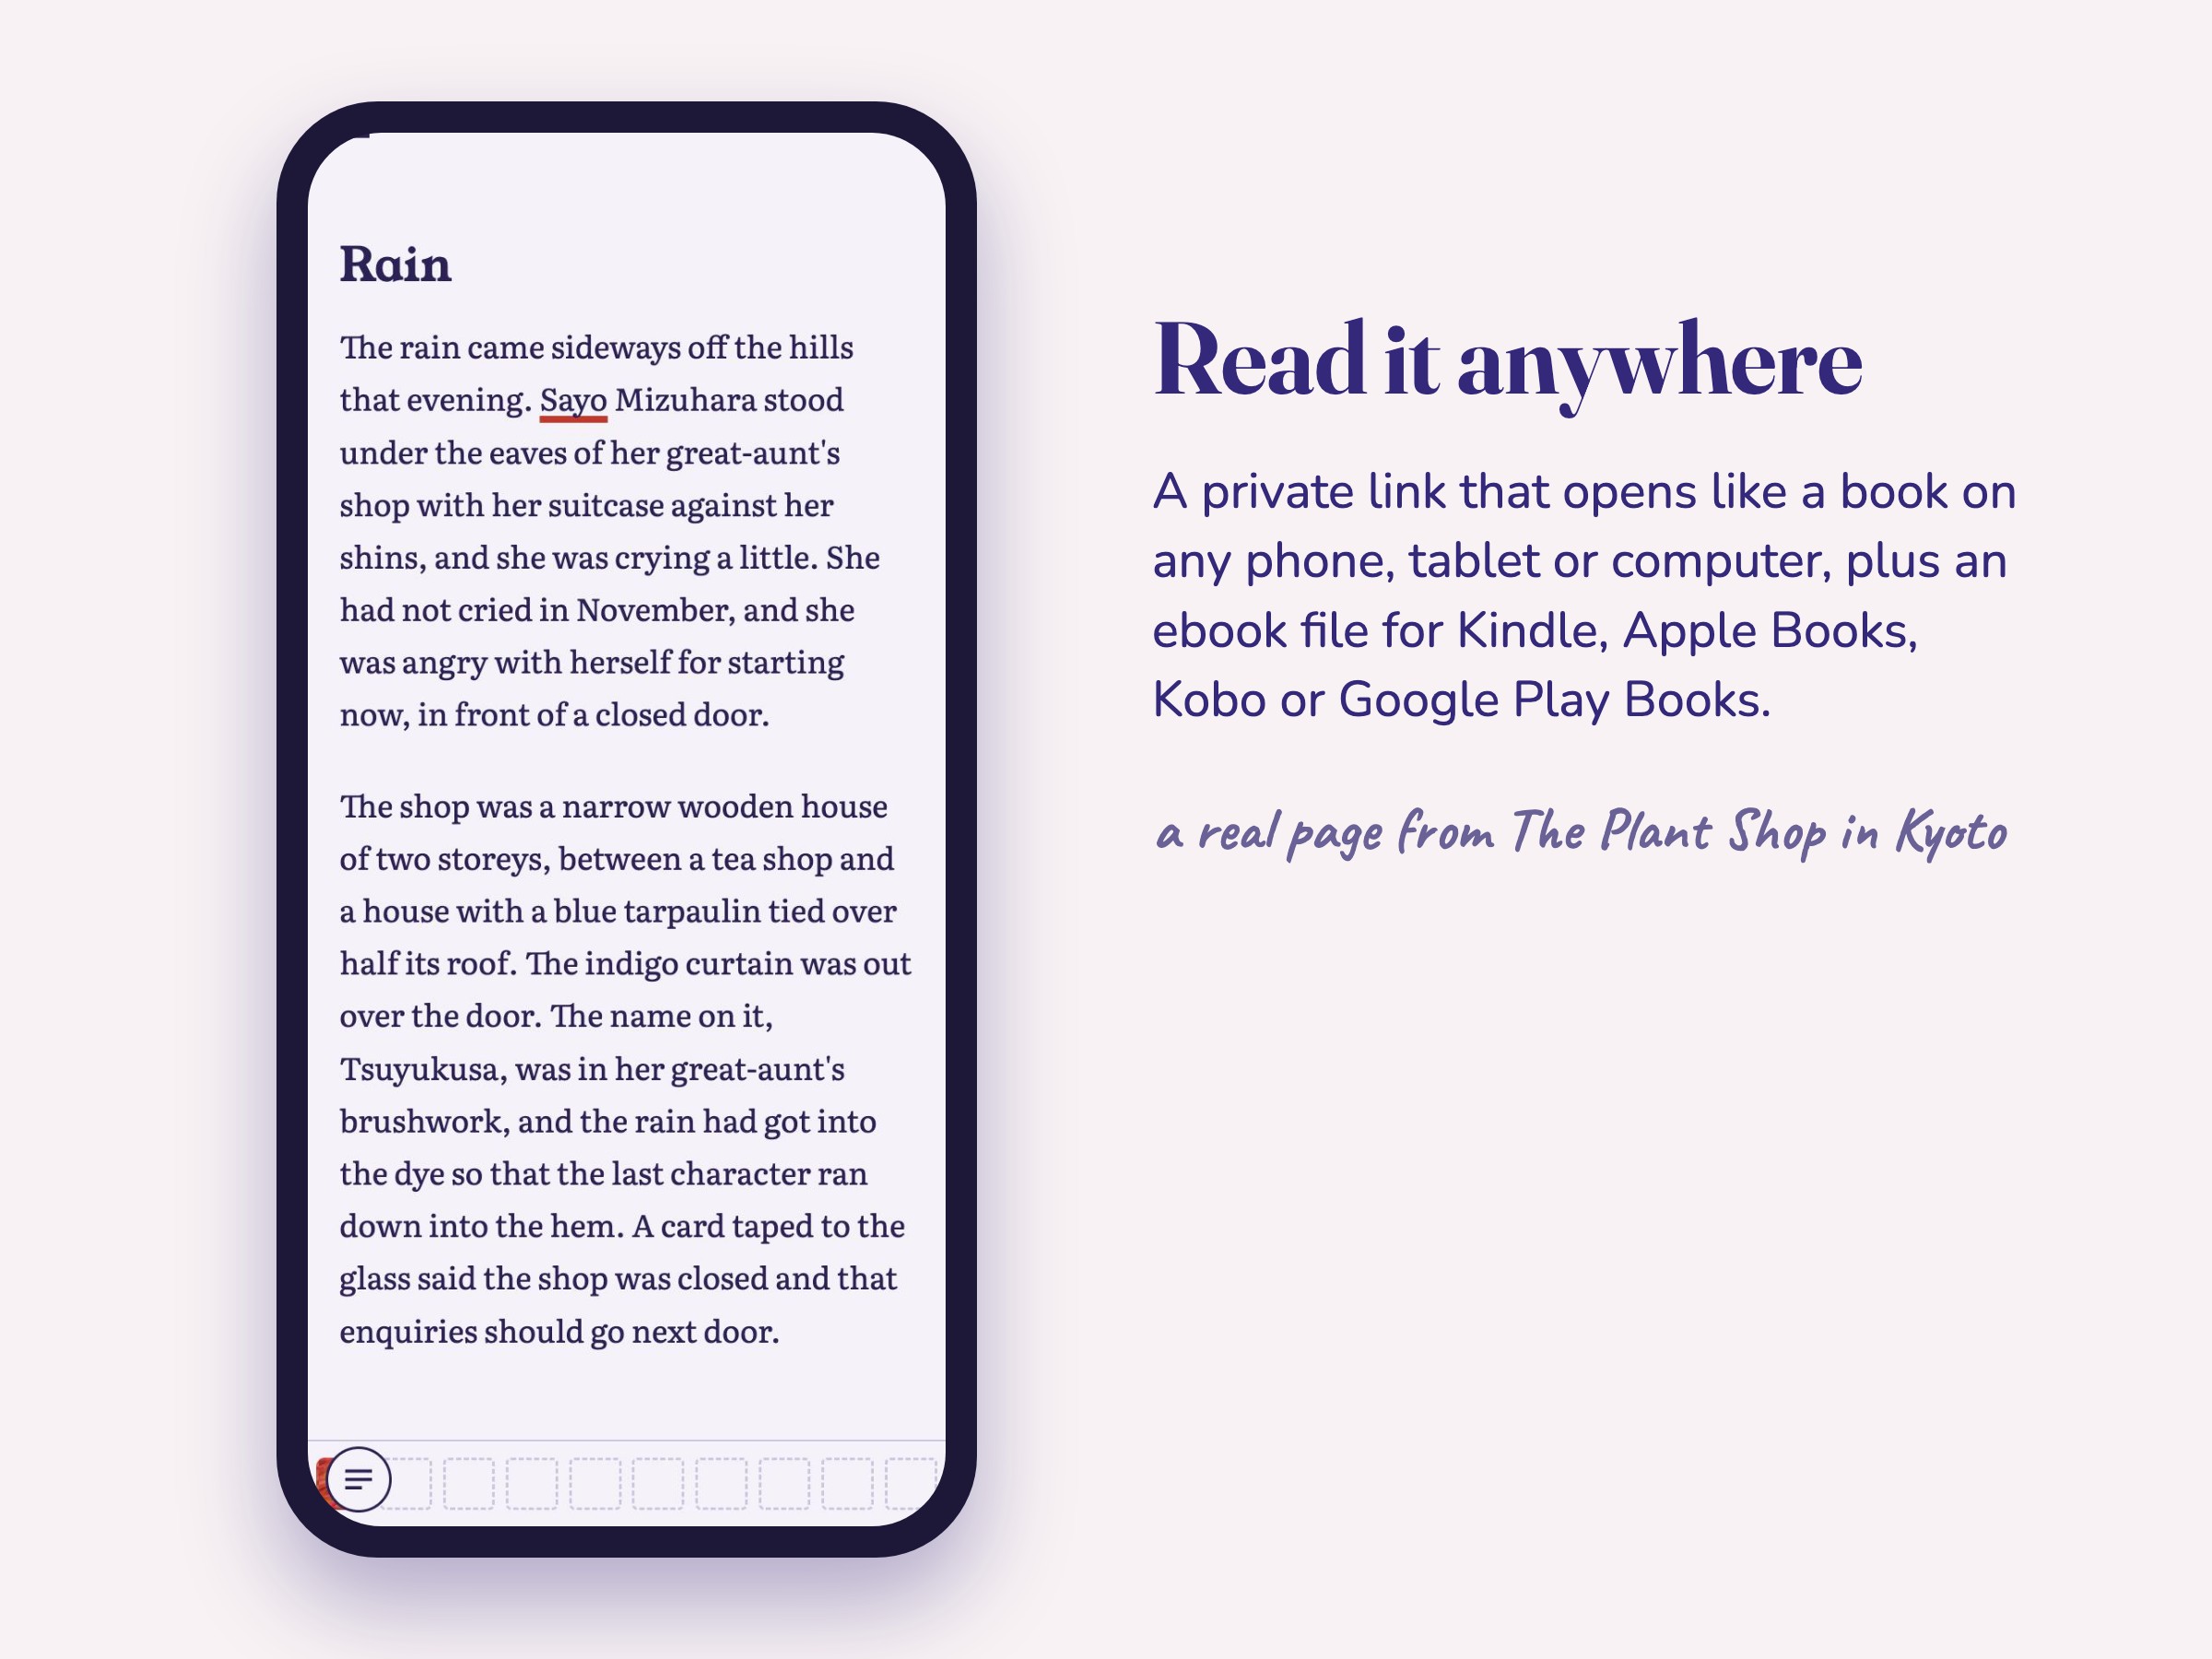 Rain
The rain came sideways off the hills
that evening. Sayo Mizuhara stood
under the eaves of her great-aunt's
shop with her suitcase against her
shins, and she was crying a little. She
had not cried in November, and she
was angry with herself for starting
now, in front of a closed door.
The shop was a narrow wooden house
of two storeys, between a tea shop and
a house with a blue tarpaulin tied over
half its roof. The indigo curtain was out
over the door. The name on it,
Tsuyukusa, was in her great-aunt's
brushwork, and the rain had got into
the dye so that the last character ran
down into the hem. A card taped to the
glass said the shop was closed and that
enquiries should go next door.
Read it anywhere
A private link that opens like a book on
any phone, tablet or computer, plus an
ebook file for Kindle, Apple Books,
Kobo or Google Play Books.
a real page from The Plant Shop in Kyoto